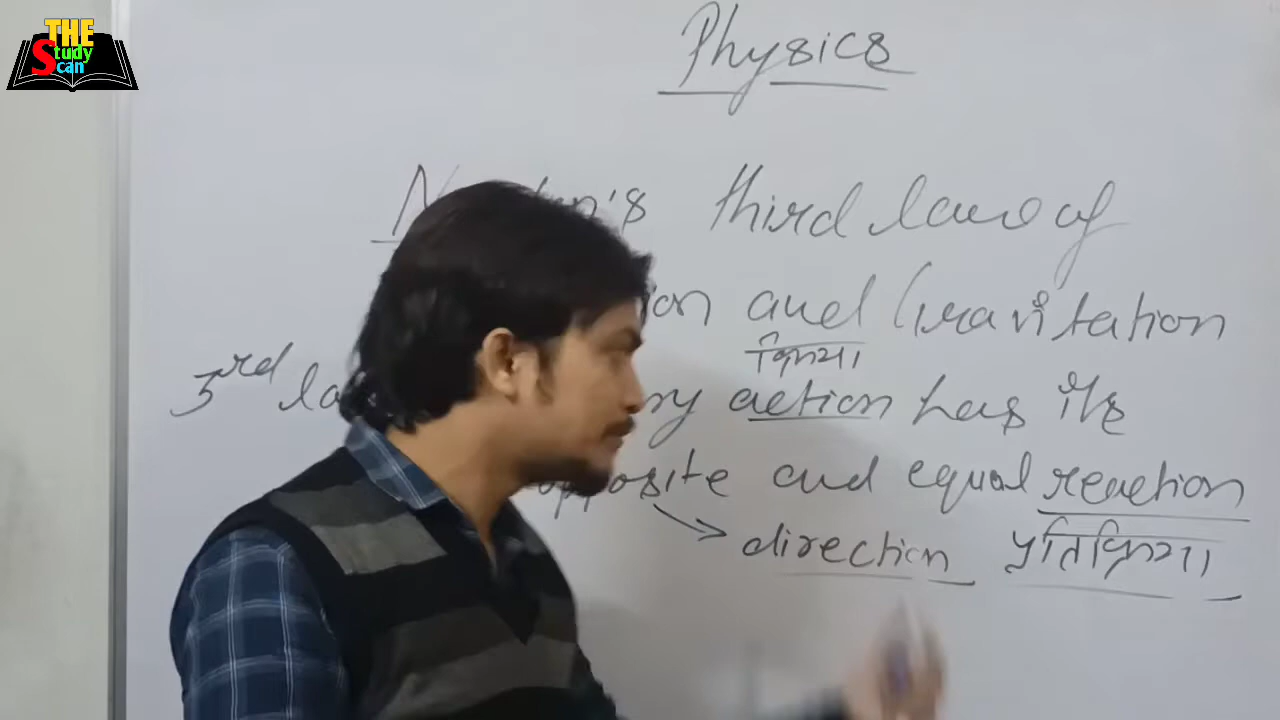 THE
Study
Scan
Physics
's third law of
and Gravitation
क्रिया
3rd action has its
opposite and equal reaction
direction प्रतिक्रिया